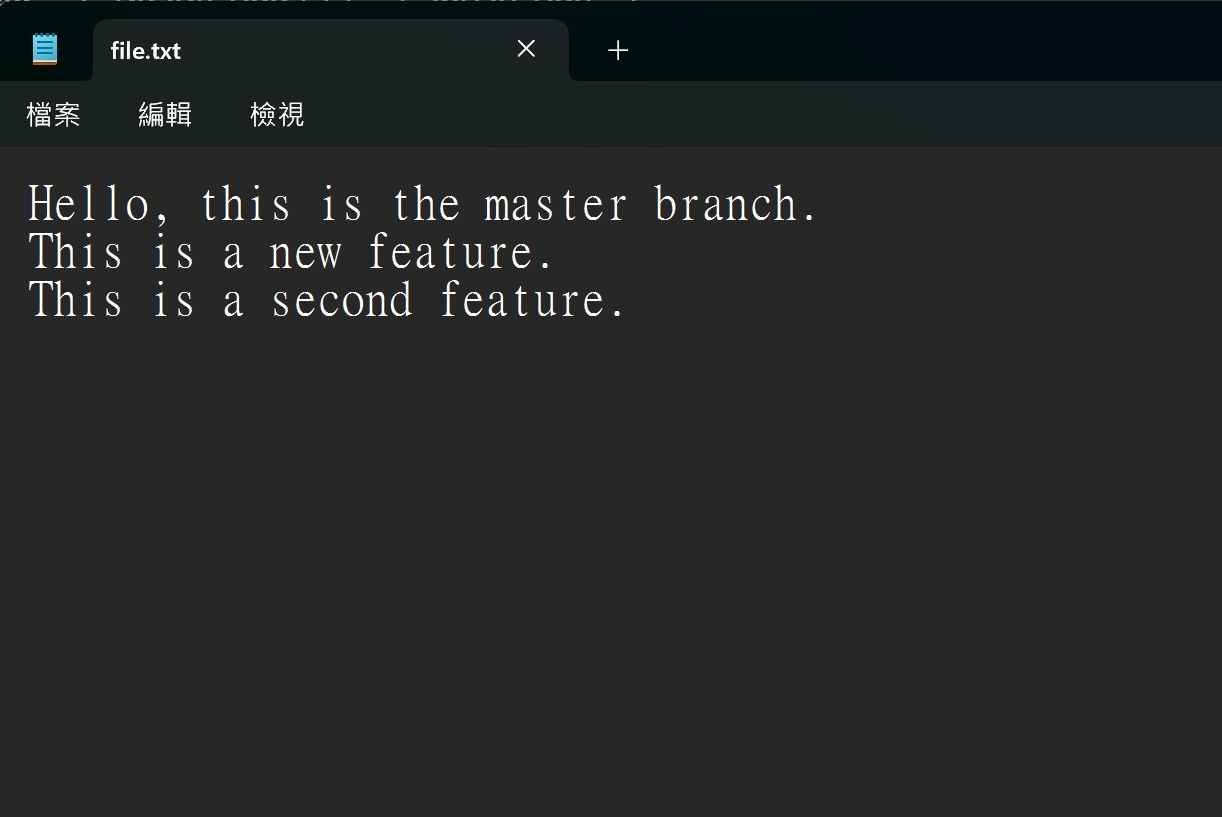 file.txt
檔案 編輯 檢視
Hello, this is the master branch.
This is a new feature.
This is a second feature.